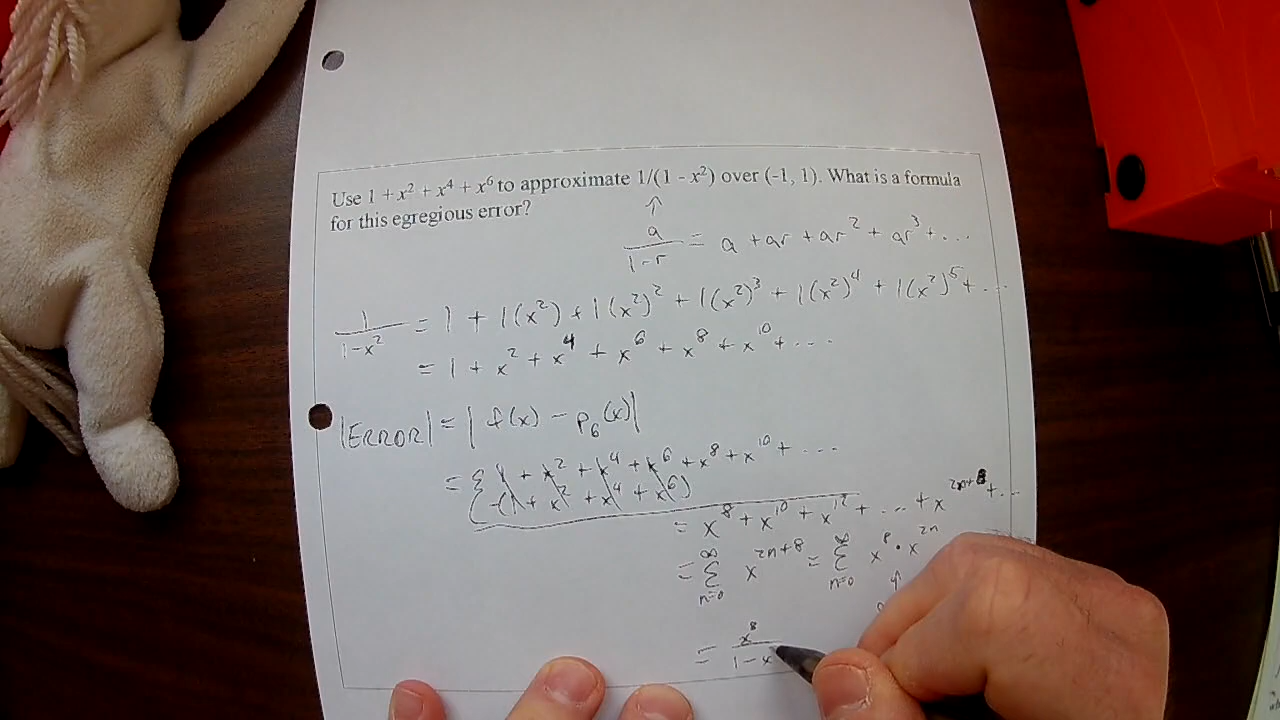 Use 1 + x² + x⁴ + x⁶ to approximate 1/(1 - x²) over (-1, 1). What is a formula
for this egregious error?
↑
a/(1-r) = a + ar + ar² + ar³ + ...
1/(1-x²) = 1 + 1(x²) + 1(x²)² + 1(x²)³ + 1(x²)⁴ + 1(x²)⁵ + ...
= 1 + x² + x⁴ + x⁶ + x⁸ + x¹⁰ + ...
|ERROR| = |f(x) - P₆(x)|
= { 1 + x² + x⁴ + x⁶ + x⁸ + x¹⁰ + ...
-(1 + x² + x⁴ + x⁶)
= x⁸ + x¹⁰ + x¹² + ... + x²ⁿ⁺⁸ + ...
= ∞Σn=0 x²ⁿ⁺⁸ = ∞Σn=0 x⁸ · x²ⁿ
↑
= x⁸/(1-x